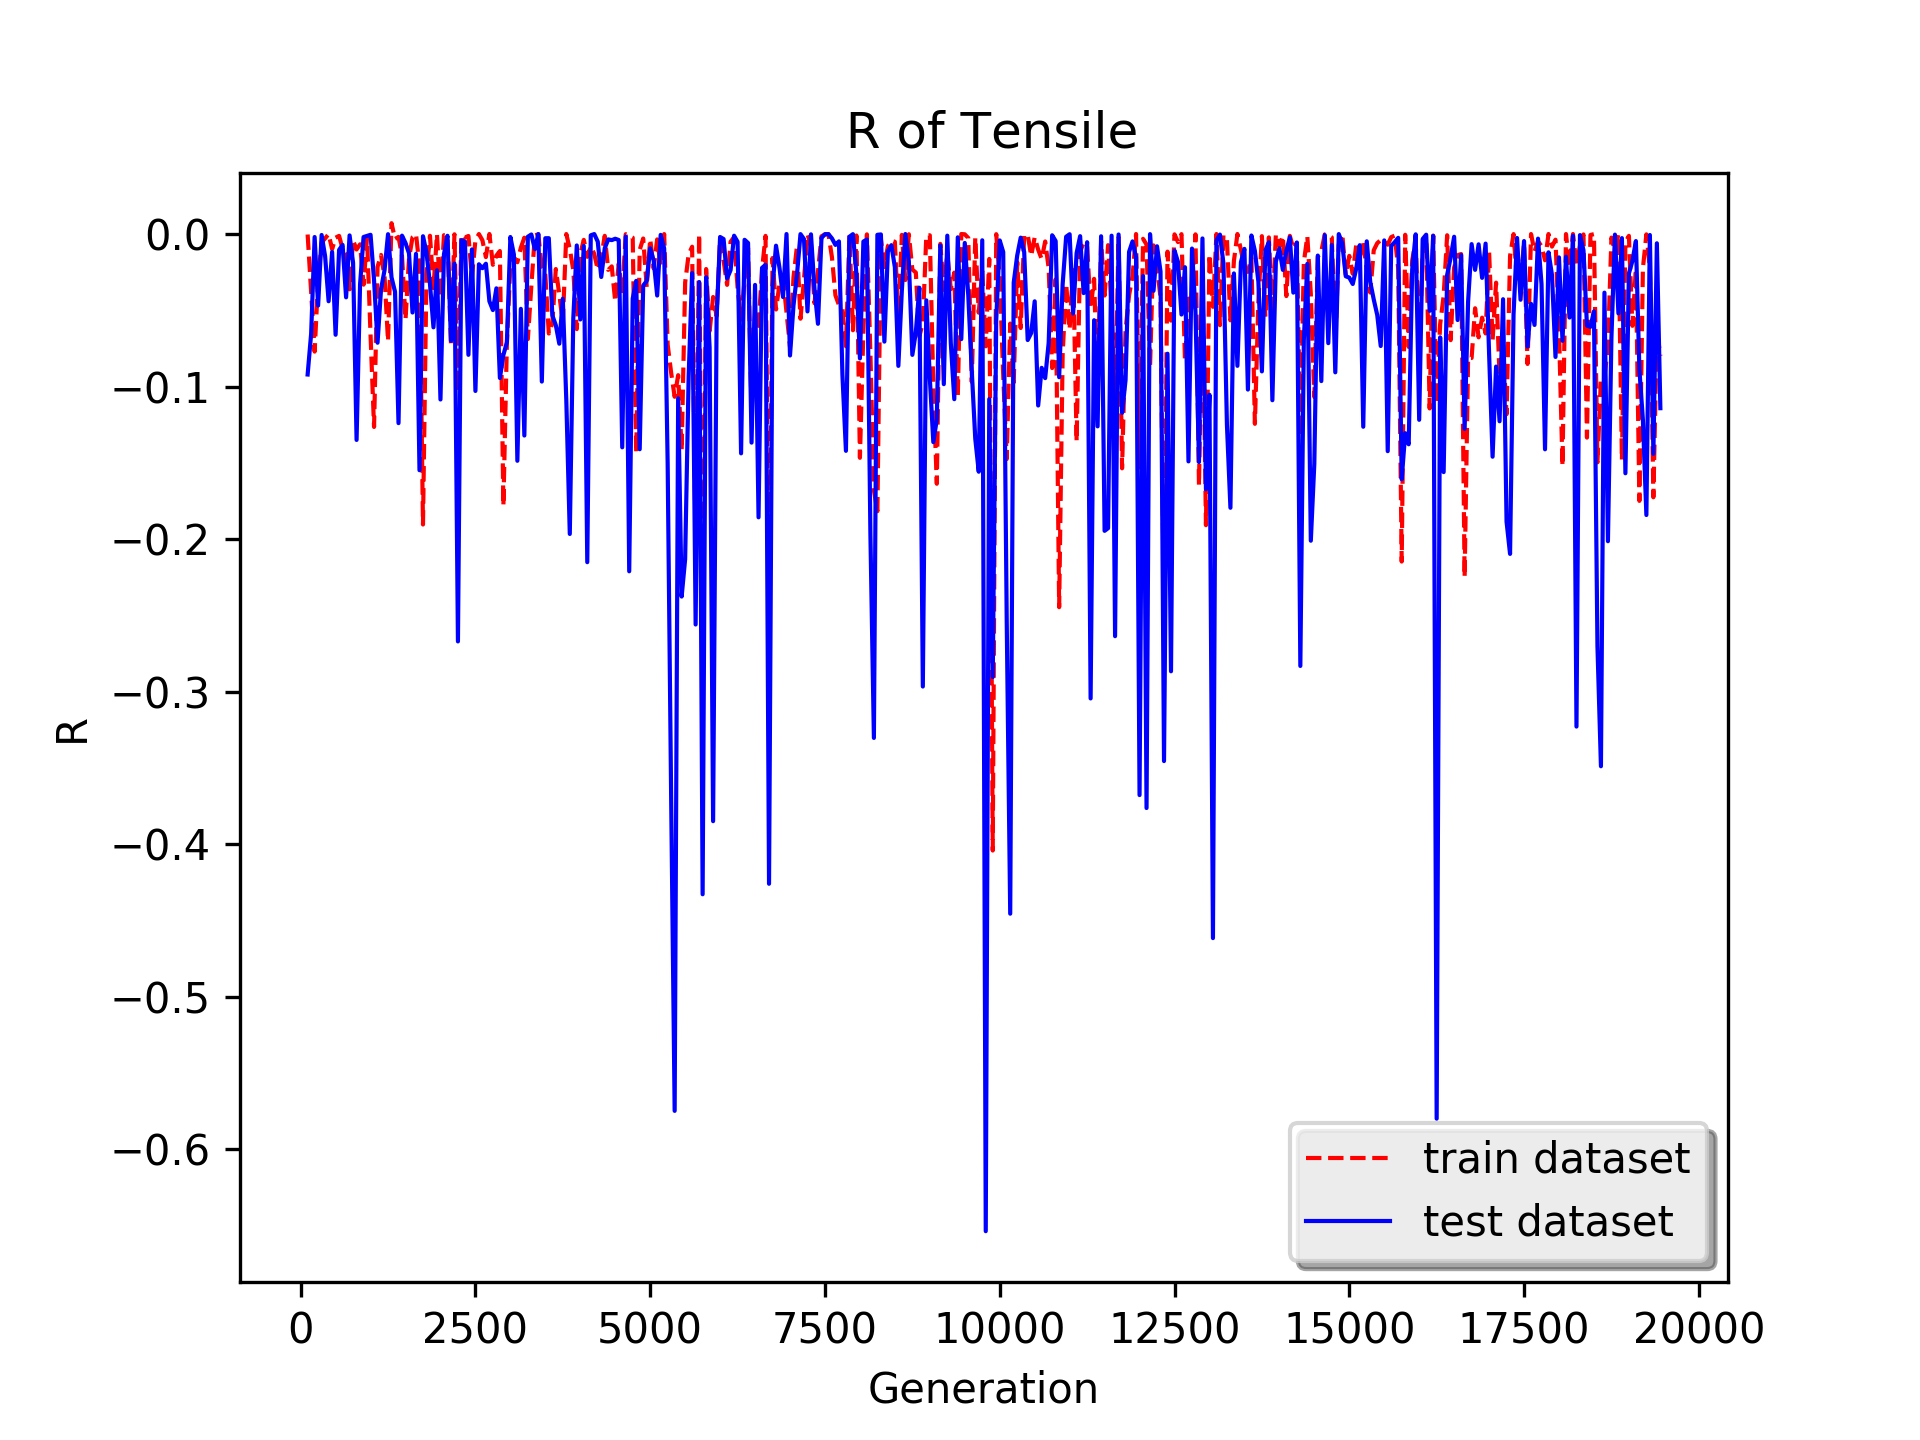 R of Tensile
0.0
−0.1
−0.2
−0.3
−0.4
−0.5
−0.6
R
train dataset
test dataset
0 2500 5000 7500 10000 12500 15000 17500 20000
Generation